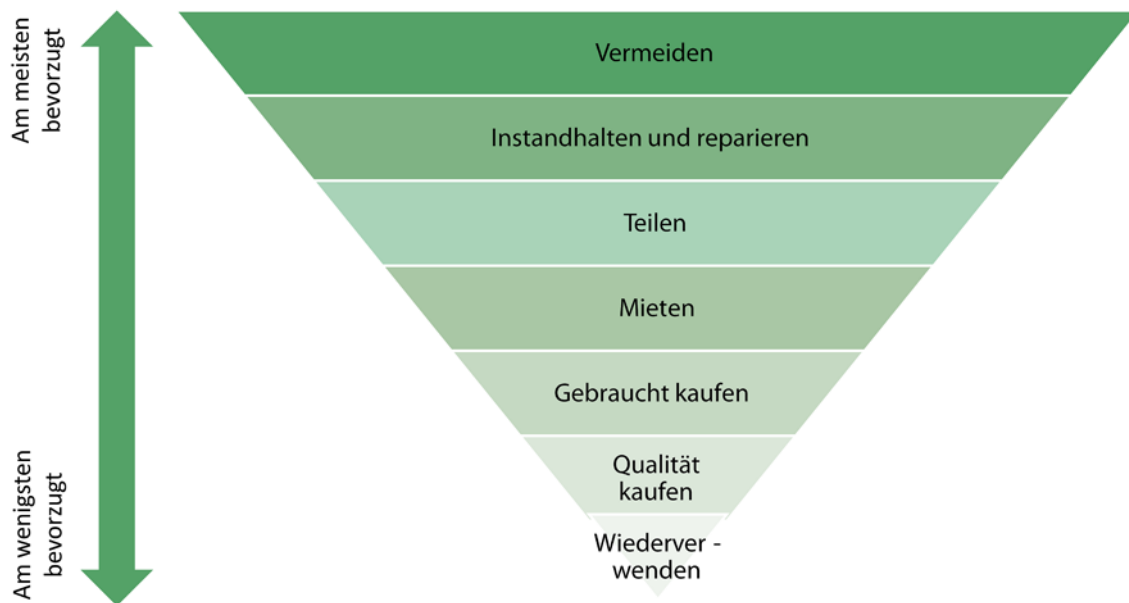 Am meisten
bevorzugt
Vermeiden
Instandhalten und reparieren
Teilen
Mieten
Gebraucht kaufen
Qualität
kaufen
Wiederver -
wenden
Am wenigsten
bevorzugt